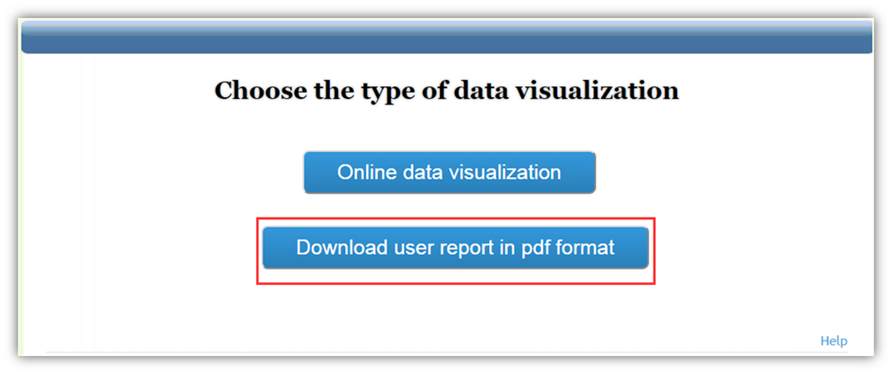 Choose the type of data visualization
Online data visualization
Download user report in pdf format
Help